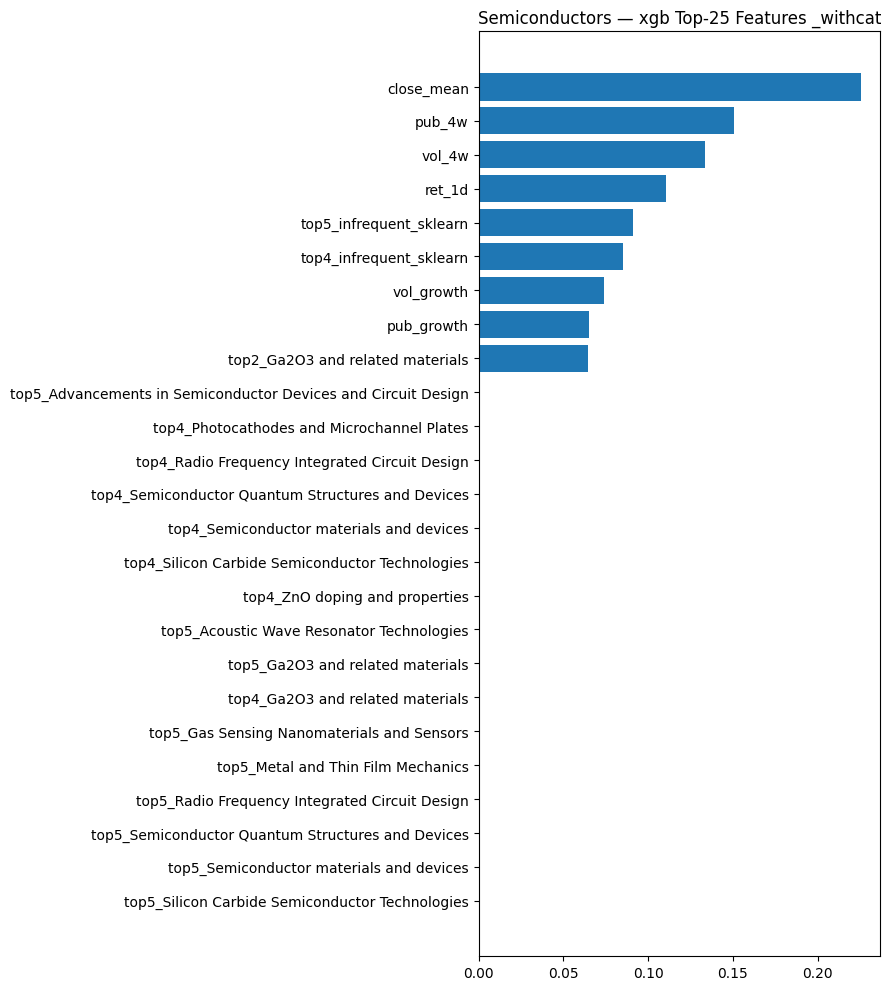 Semiconductors — xgb Top-25 Features _withcat
close_mean
pub_4w
vol_4w
ret_1d
top5_infrequent_sklearn
top4_infrequent_sklearn
vol_growth
pub_growth
top2_Ga2O3 and related materials
top5_Advancements in Semiconductor Devices and Circuit Design
top4_Photocathodes and Microchannel Plates
top4_Radio Frequency Integrated Circuit Design
top4_Semiconductor Quantum Structures and Devices
top4_Semiconductor materials and devices
top4_Silicon Carbide Semiconductor Technologies
top4_ZnO doping and properties
top5_Acoustic Wave Resonator Technologies
top5_Ga2O3 and related materials
top4_Ga2O3 and related materials
top5_Gas Sensing Nanomaterials and Sensors
top5_Metal and Thin Film Mechanics
top5_Radio Frequency Integrated Circuit Design
top5_Semiconductor Quantum Structures and Devices
top5_Semiconductor materials and devices
top5_Silicon Carbide Semiconductor Technologies
0.00 0.05 0.10 0.15 0.20